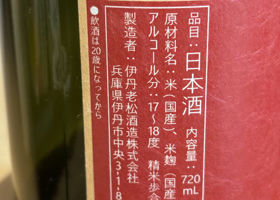 品目：日本酒 内容量：720mL
原材料名：米（国産）、米麹（国産
アルコール分：17～18度 精米歩合
製造者：伊丹老松酒造株式会社
兵庫県伊丹市中央3-1-8
●飲酒は20歳になってから